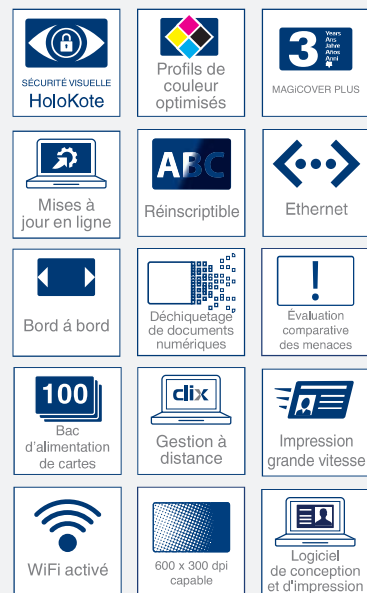 SÉCURITÉ VISUELLE
HoloKote
Profils de
couleur
optimisés
3
Years
Ans
Jahre
Años
Anni
MAGiCOVER PLUS
Mises à
jour en ligne
ABC
Réinscriptible
Ethernet
Bord á bord
Déchiquetage
de documents
numériques
!
Évaluation
comparative
des menaces
100
Bac
d'alimentation
de cartes
clix
Gestion à
distance
Impression
grande vitesse
WiFi activé
600 x 300 dpi
capable
Logiciel
de conception
et d'impression